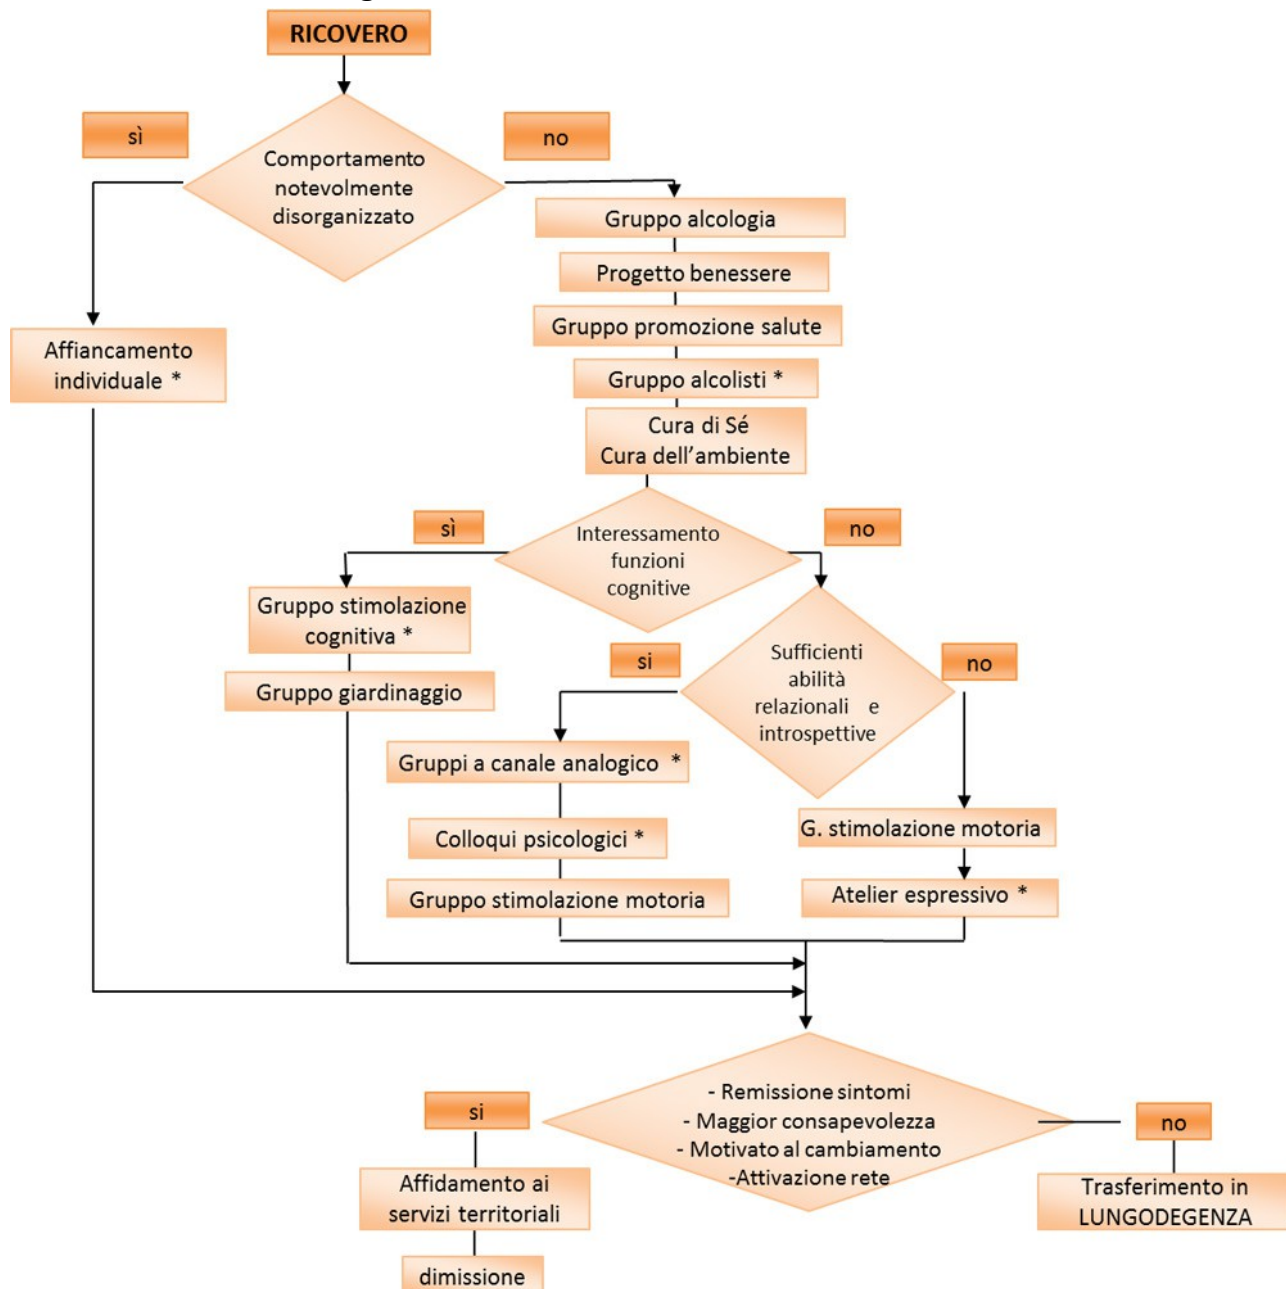 RICOVERO
sì
no
Comportamento
notevolmente
disorganizzato
Gruppo alcologia
Progetto benessere
Gruppo promozione salute
Affiancamento
individuale *
Gruppo alcolisti *
Cura di Sé
Cura dell’ambiente
sì
no
Interessamento
funzioni
cognitive
Gruppo stimolazione
cognitiva *
Gruppo giardinaggio
si
no
Sufficienti
abilità
relazionali e
introspettive
Gruppi a canale analogico *
Colloqui psicologici *
Gruppo stimolazione motoria
G. stimolazione motoria
Atelier espressivo *
- Remissione sintomi
- Maggior consapevolezza
- Motivato al cambiamento
-Attivazione rete
si
no
Affidamento ai
servizi territoriali
dimissione
Trasferimento in
LUNGODEGENZA